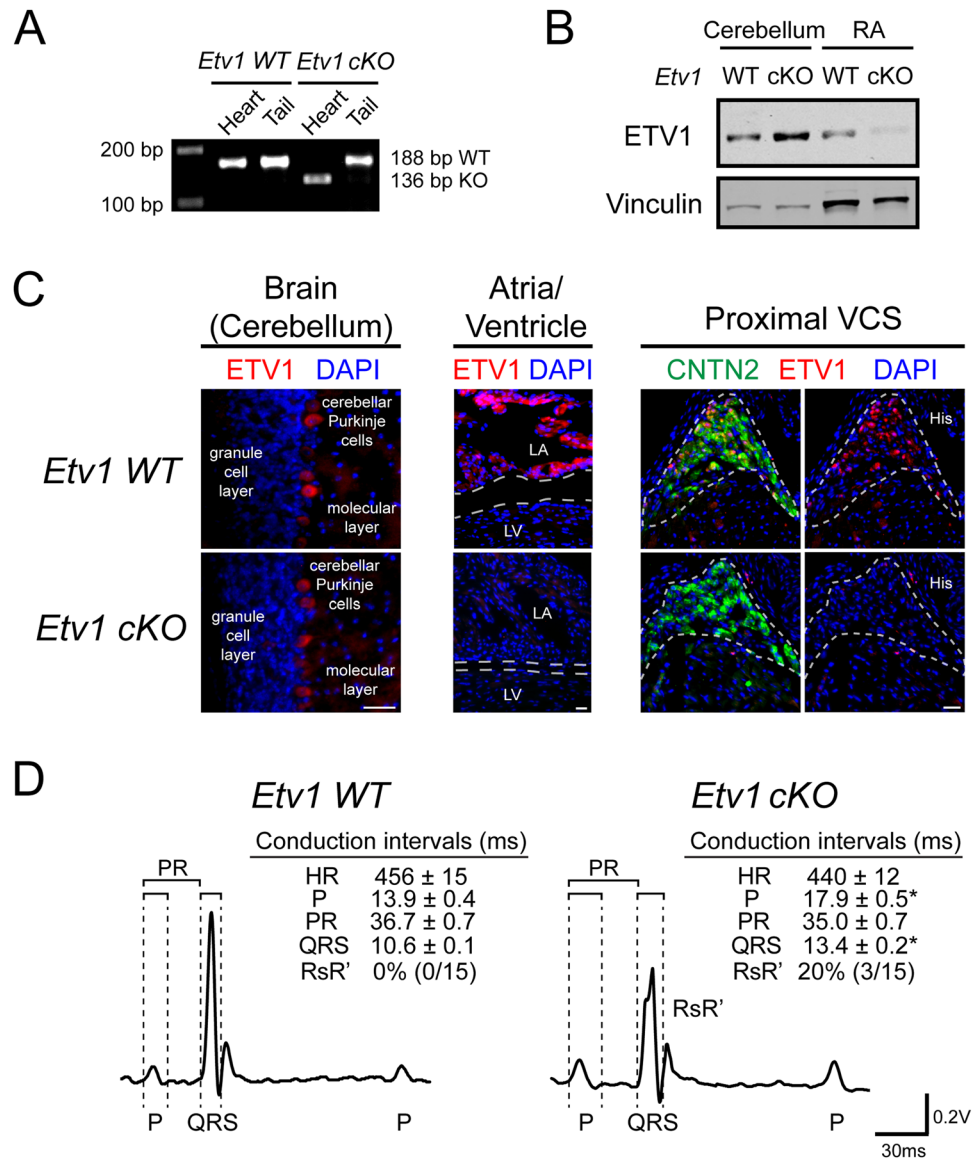 A
Etv1 WT Etv1 cKO
Heart Tail Heart Tail
200 bp
188 bp WT
136 bp KO
100 bp
B
Cerebellum RA
Etv1 WT cKO WT cKO
ETV1
Vinculin
C
Brain
(Cerebellum)
Atria/
Ventricle
Proximal VCS
ETV1 DAPI
ETV1 DAPI
CNTN2 ETV1 DAPI
Etv1 WT
granule
cell
layer
cerebellar
Purkinje
cells
molecular
layer
LA
LV
His
Etv1 cKO
granule
cell
layer
cerebellar
Purkinje
cells
molecular
layer
LA
LV
His
D
Etv1 WT
Conduction intervals (ms)
HR 456 ± 15
P 13.9 ± 0.4
PR 36.7 ± 0.7
QRS 10.6 ± 0.1
RsR’ 0% (0/15)
PR
P QRS P
Etv1 cKO
Conduction intervals (ms)
HR 440 ± 12
P 17.9 ± 0.5*
PR 35.0 ± 0.7
QRS 13.4 ± 0.2*
RsR’ 20% (3/15)
PR
RsR’
P QRS P
0.2V
30ms